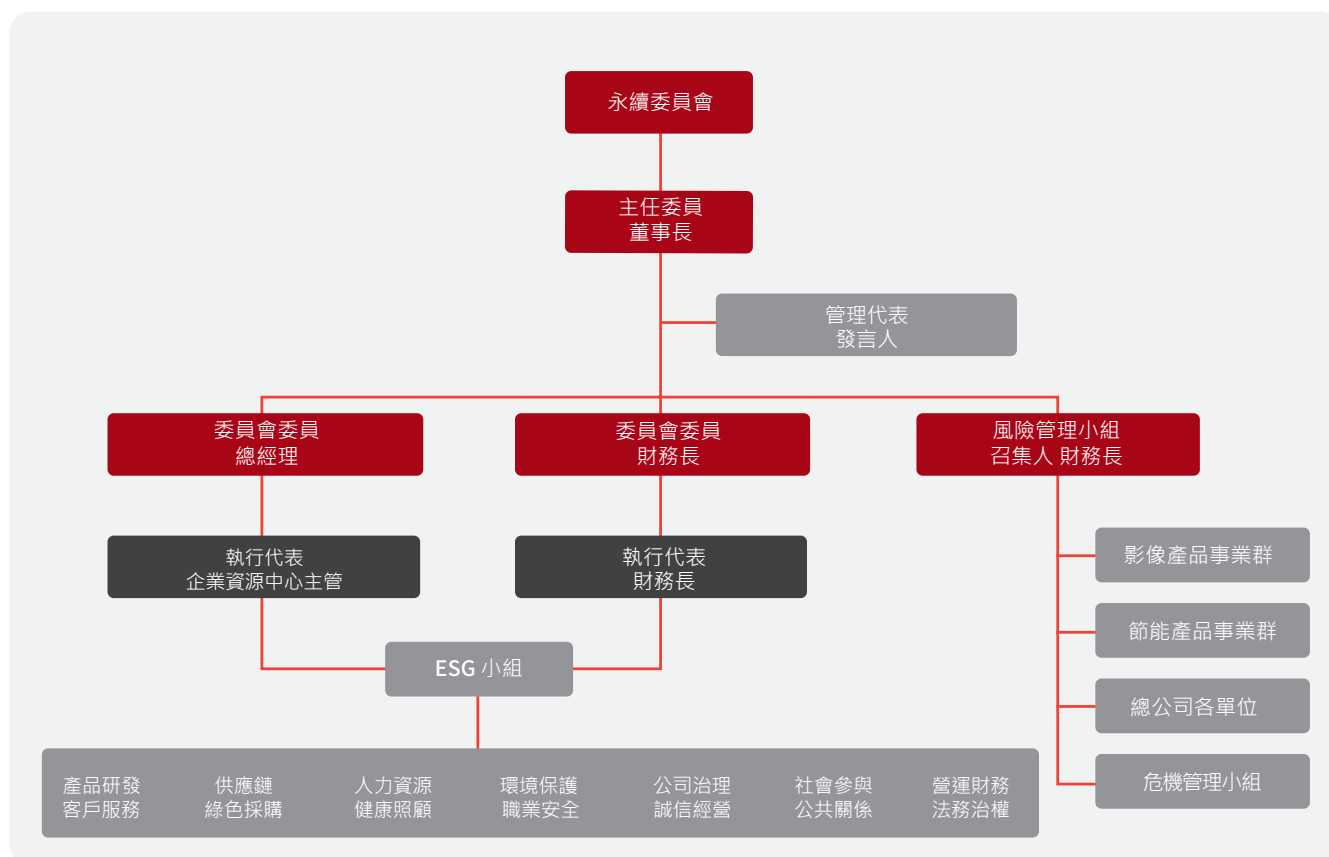 永續委員會
主任委員
董事長
管理代表
發言人
委員會委員
總經理
委員會委員
財務長
風險管理小組
召集人 財務長
執行代表
企業資源中心主管
執行代表
財務長
影像產品事業群
節能產品事業群
總公司各單位
危機管理小組
ESG 小組
產品研發
客戶服務
供應鏈
綠色採購
人力資源
健康照顧
環境保護
職業安全
公司治理
誠信經營
社會參與
公共關係
營運財務
法務治權